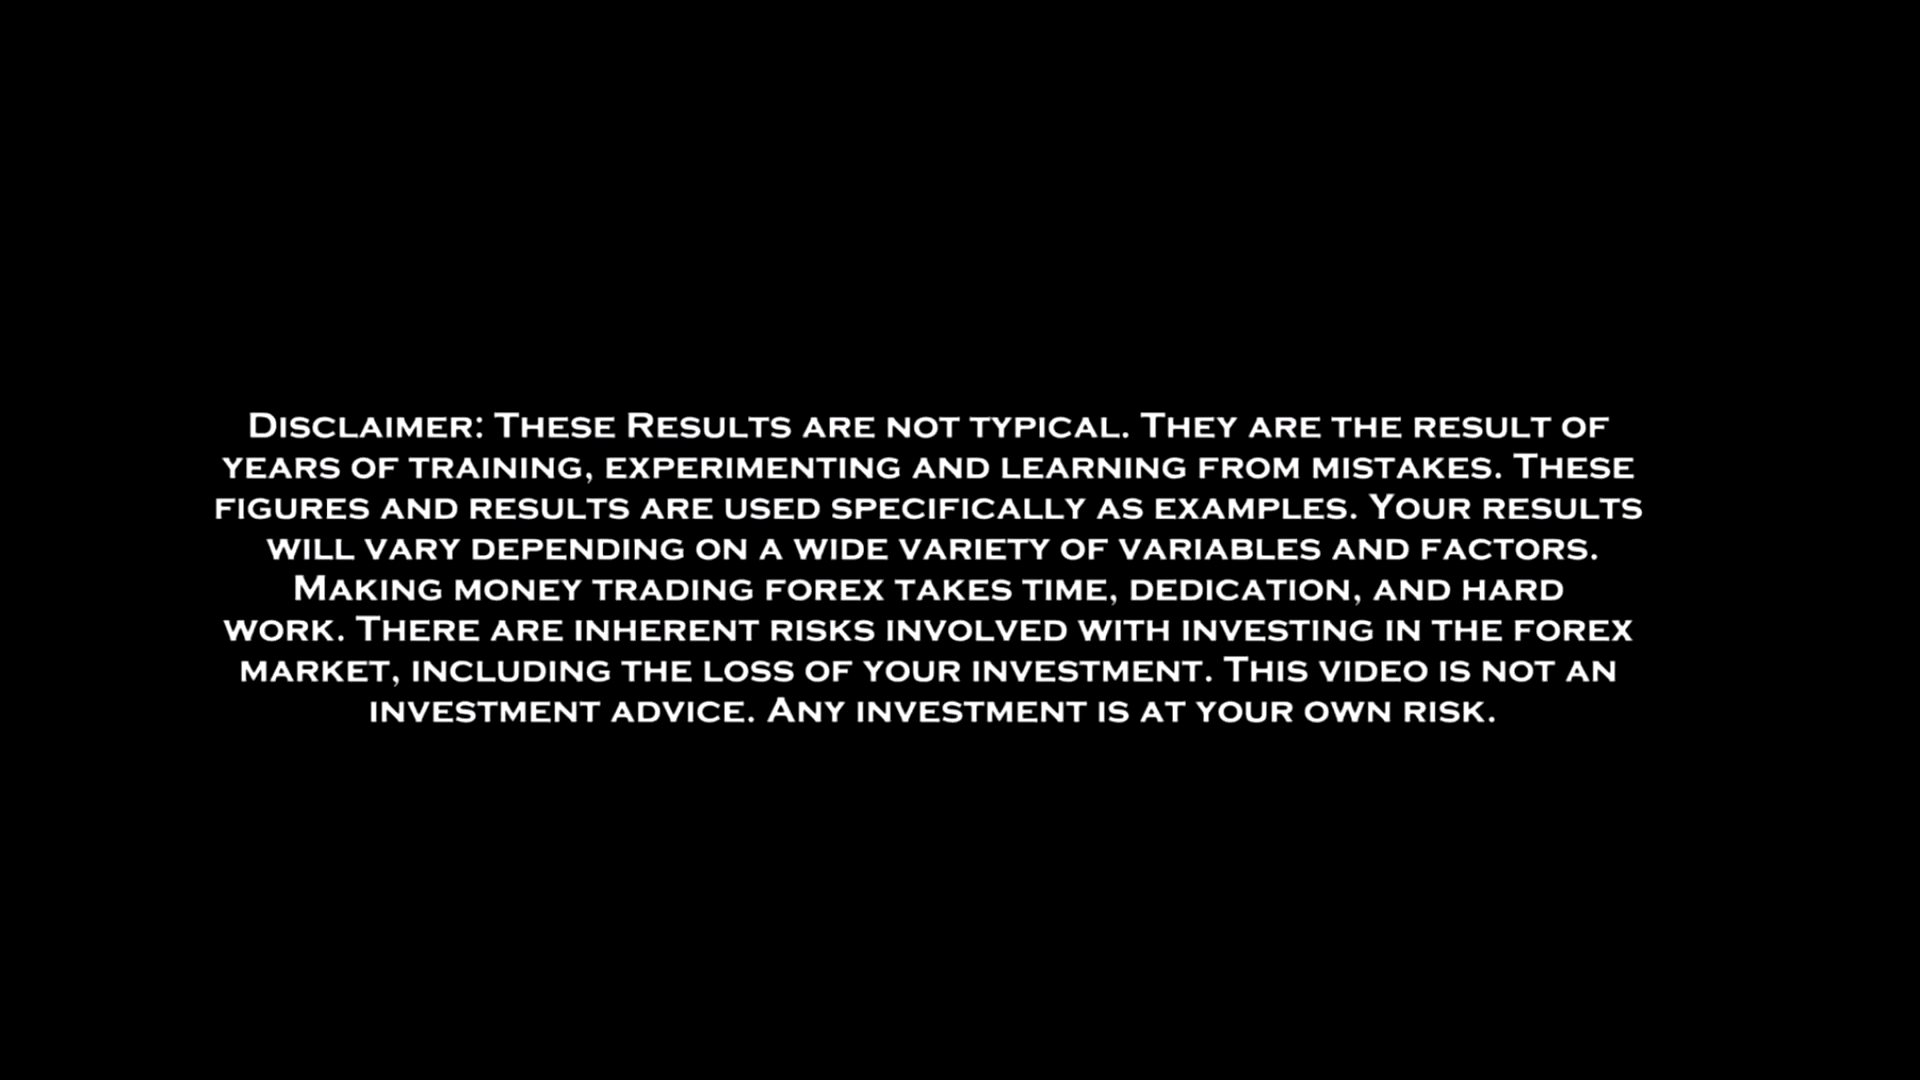 Disclaimer: These Results are not typical. They are the result of
years of training, experimenting and learning from mistakes. These
figures and results are used specifically as examples. Your results
will vary depending on a wide variety of variables and factors.
Making money trading forex takes time, dedication, and hard
work. There are inherent risks involved with investing in the forex
market, including the loss of your investment. This video is not an
investment advice. Any investment is at your own risk.